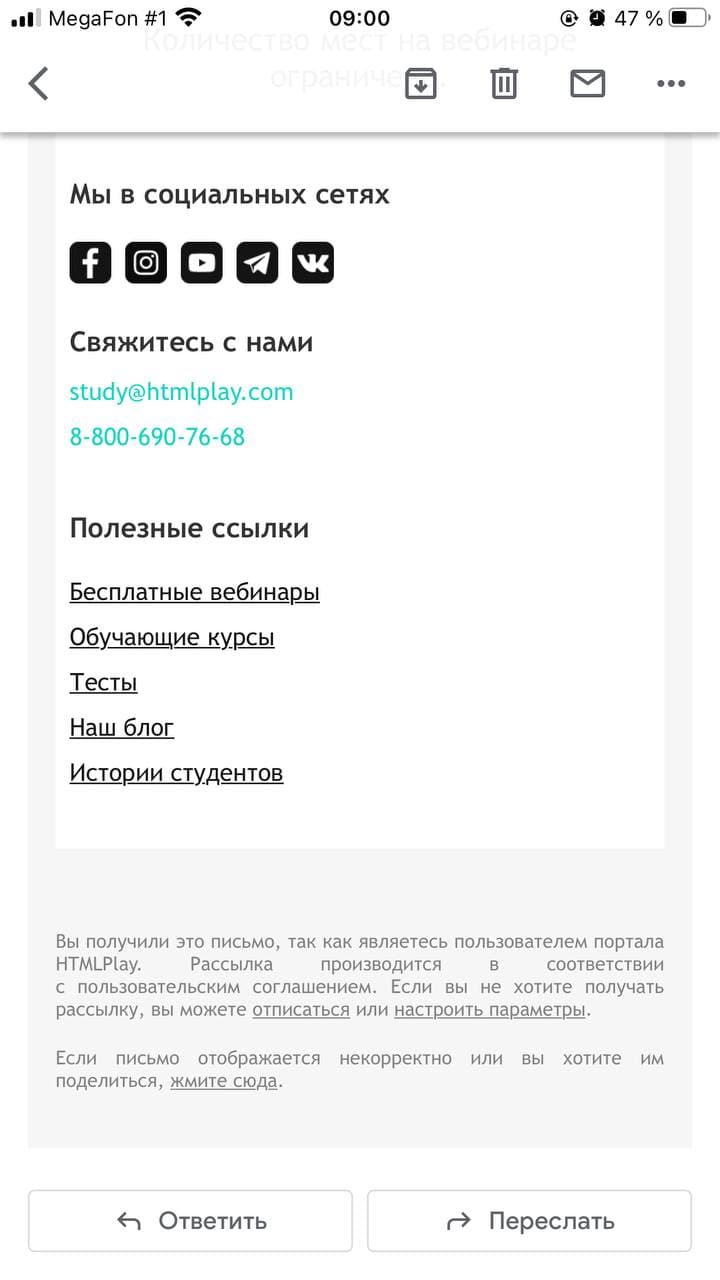 MegaFon #1 09:00 47 %
Количество мест на вебинаре
ограниче
Мы в социальных сетях
Свяжитесь с нами
study@htmlplay.com
8-800-690-76-68
Полезные ссылки
Бесплатные вебинары
Обучающие курсы
Тесты
Наш блог
Истории студентов
Вы получили это письмо, так как являетесь пользователем портала
HTMLPlay. Рассылка производится в соответствии
с пользовательским соглашением. Если вы не хотите получать
рассылку, вы можете отписаться или настроить параметры.
Если письмо отображается некорректно или вы хотите им
поделиться, жмите сюда.
Ответить Переслать